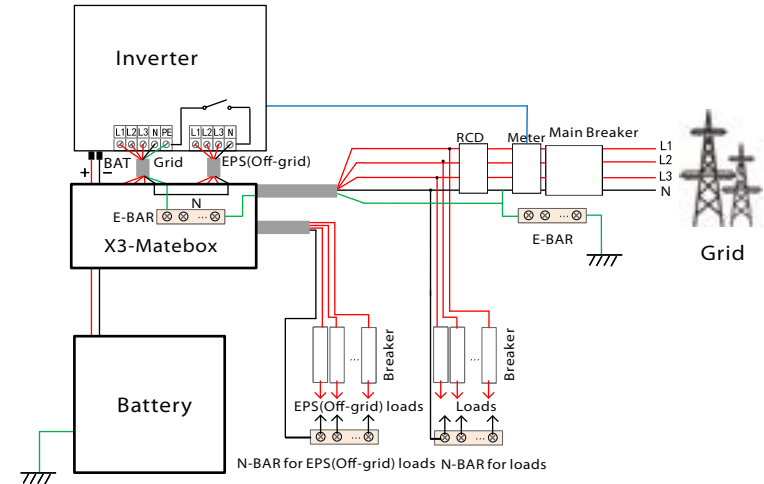 Inverter
L1 L2 L3 N PE
L1 L2 L3 N
BAT
Grid
EPS(Off-grid)
+
−
N
E-BAR
X3-Matebox
RCD
Meter
Main Breaker
L1
L2
L3
N
E-BAR
Grid
...
...
Breaker
...
Breaker
Battery
EPS(Off-grid) loads
Loads
...
...
...
N-BAR for EPS(Off-grid) loads
N-BAR for loads